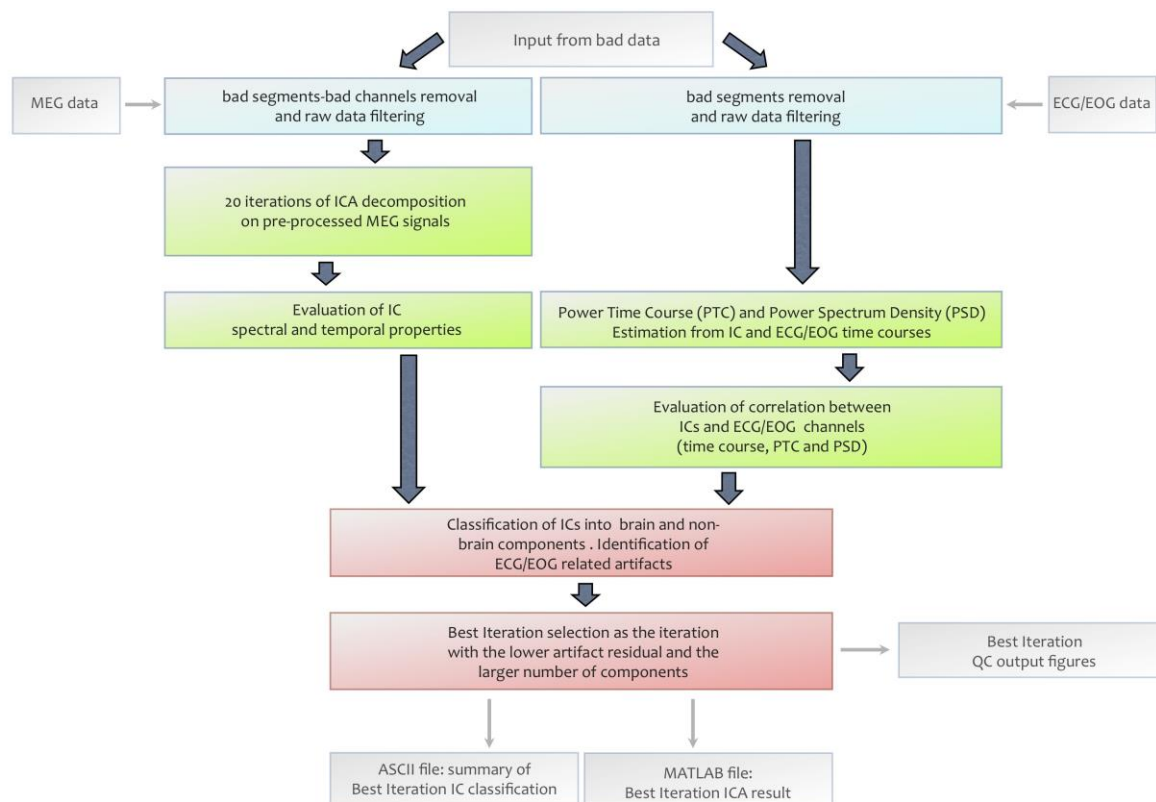 Input from bad data
MEG data
bad segments-bad channels removal
and raw data filtering
bad segments removal
and raw data filtering
ECG/EOG data
20 iterations of ICA decomposition
on pre-processed MEG signals
Evaluation of IC
spectral and temporal properties
Power Time Course (PTC) and Power Spectrum Density (PSD)
Estimation from IC and ECG/EOG time courses
Evaluation of correlation between
ICs and ECG/EOG channels
(time course, PTC and PSD)
Classification of ICs into brain and non-
brain components . Identification of
ECG/EOG related artifacts
Best Iteration selection as the iteration
with the lower artifact residual and the
larger number of components
Best Iteration
QC output figures
ASCII file: summary of
Best Iteration IC classification
MATLAB file:
Best Iteration ICA result